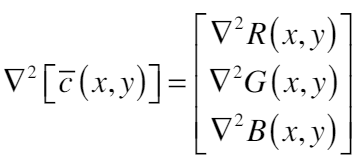 ∇²[c̅(x,y)] = [∇²R(x,y)
∇²G(x,y)
∇²B(x,y)]